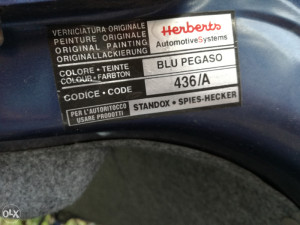 VERNICIATURA ORIGINALE
PEINTURE ORIGINALE
ORIGINAL PAINTING
ORIGINALLACKIERUNG
Herberts
AutomotiveSystems
COLORE · TEINTE
COLOUR · FARBTON
BLU PEGASO
CODICE · CODE
436/A
PER L'AUTORITOCCO
USARE PRODOTTI
STANDOX · SPIES-HECKER
olx